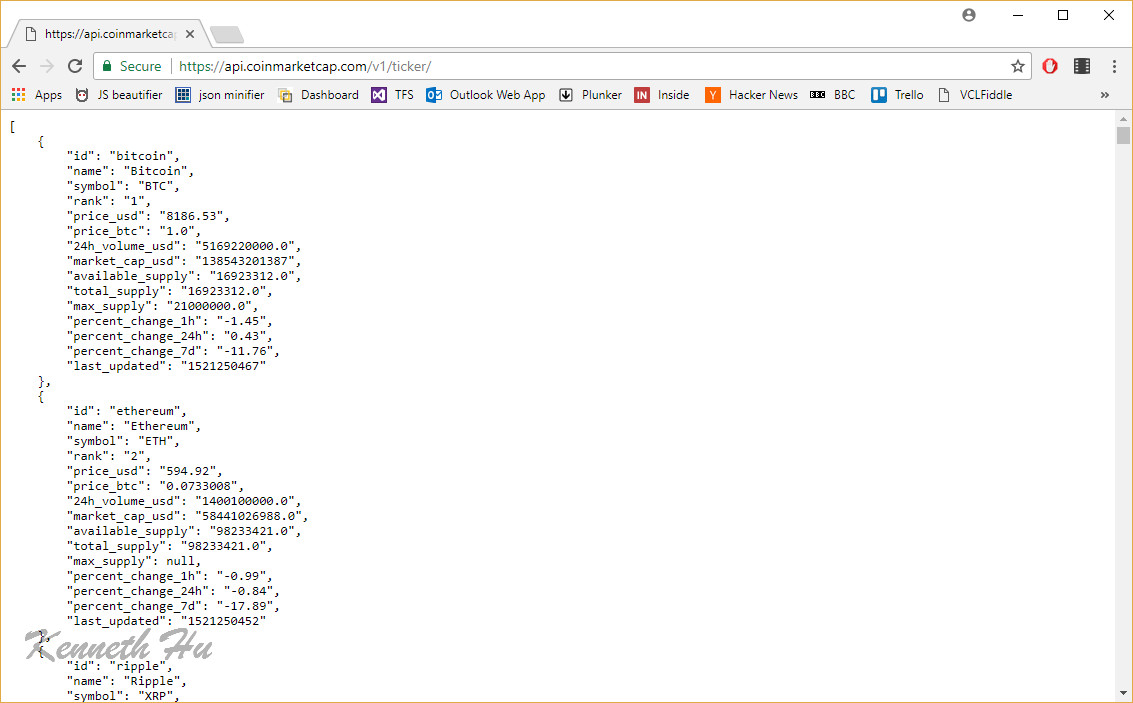 https://api.coinmarketca
Secure https://api.coinmarketcap.com/v1/ticker/
Apps JS beautifier json minifier Dashboard TFS Outlook Web App Plunker IN Inside Y Hacker News BBC BBC Trello VCLFiddle »
[
{
"id": "bitcoin",
"name": "Bitcoin",
"symbol": "BTC",
"rank": "1",
"price_usd": "8186.53",
"price_btc": "1.0",
"24h_volume_usd": "5169220000.0",
"market_cap_usd": "138543201387",
"available_supply": "16923312.0",
"total_supply": "16923312.0",
"max_supply": "21000000.0",
"percent_change_1h": "-1.45",
"percent_change_24h": "0.43",
"percent_change_7d": "-11.76",
"last_updated": "1521250467"
},
{
"id": "ethereum",
"name": "Ethereum",
"symbol": "ETH",
"rank": "2",
"price_usd": "594.92",
"price_btc": "0.0733008",
"24h_volume_usd": "1400100000.0",
"market_cap_usd": "58441026988.0",
"available_supply": "98233421.0",
"total_supply": "98233421.0",
"max_supply": null,
"percent_change_1h": "-0.99",
"percent_change_24h": "-0.84",
"percent_change_7d": "-17.89",
"last_updated": "1521250452"
},
Kenneth Hu
{
"id": "ripple",
"name": "Ripple",
"symbol": "XRP",